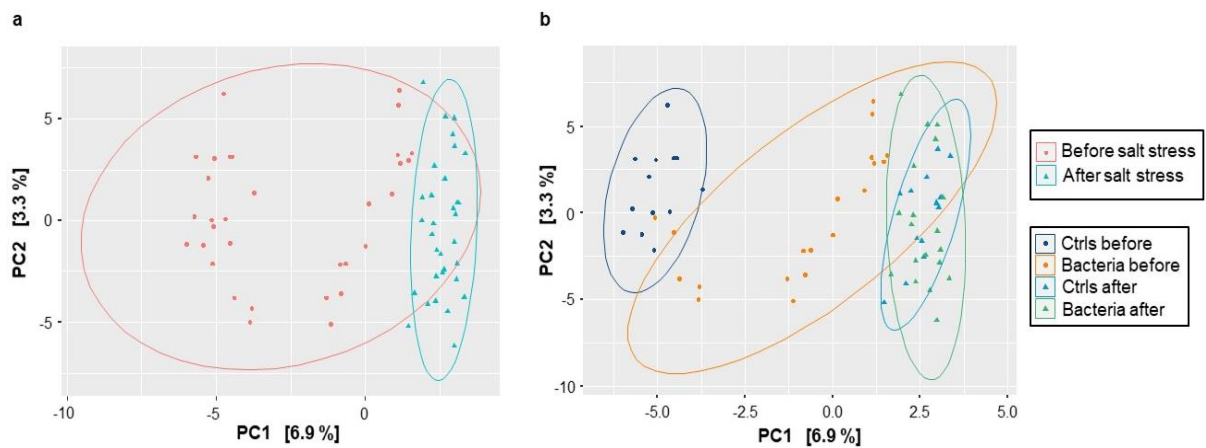 a
5
0
-5
-10
-5
0
PC2 [3.3 %]
PC1 [6.9 %]
b
5
0
-5
-10
-5.0
-2.5
0.0
2.5
5.0
PC2 [3.3 %]
PC1 [6.9 %]
Before salt stress
After salt stress
Ctrls before
Bacteria before
Ctrls after
Bacteria after